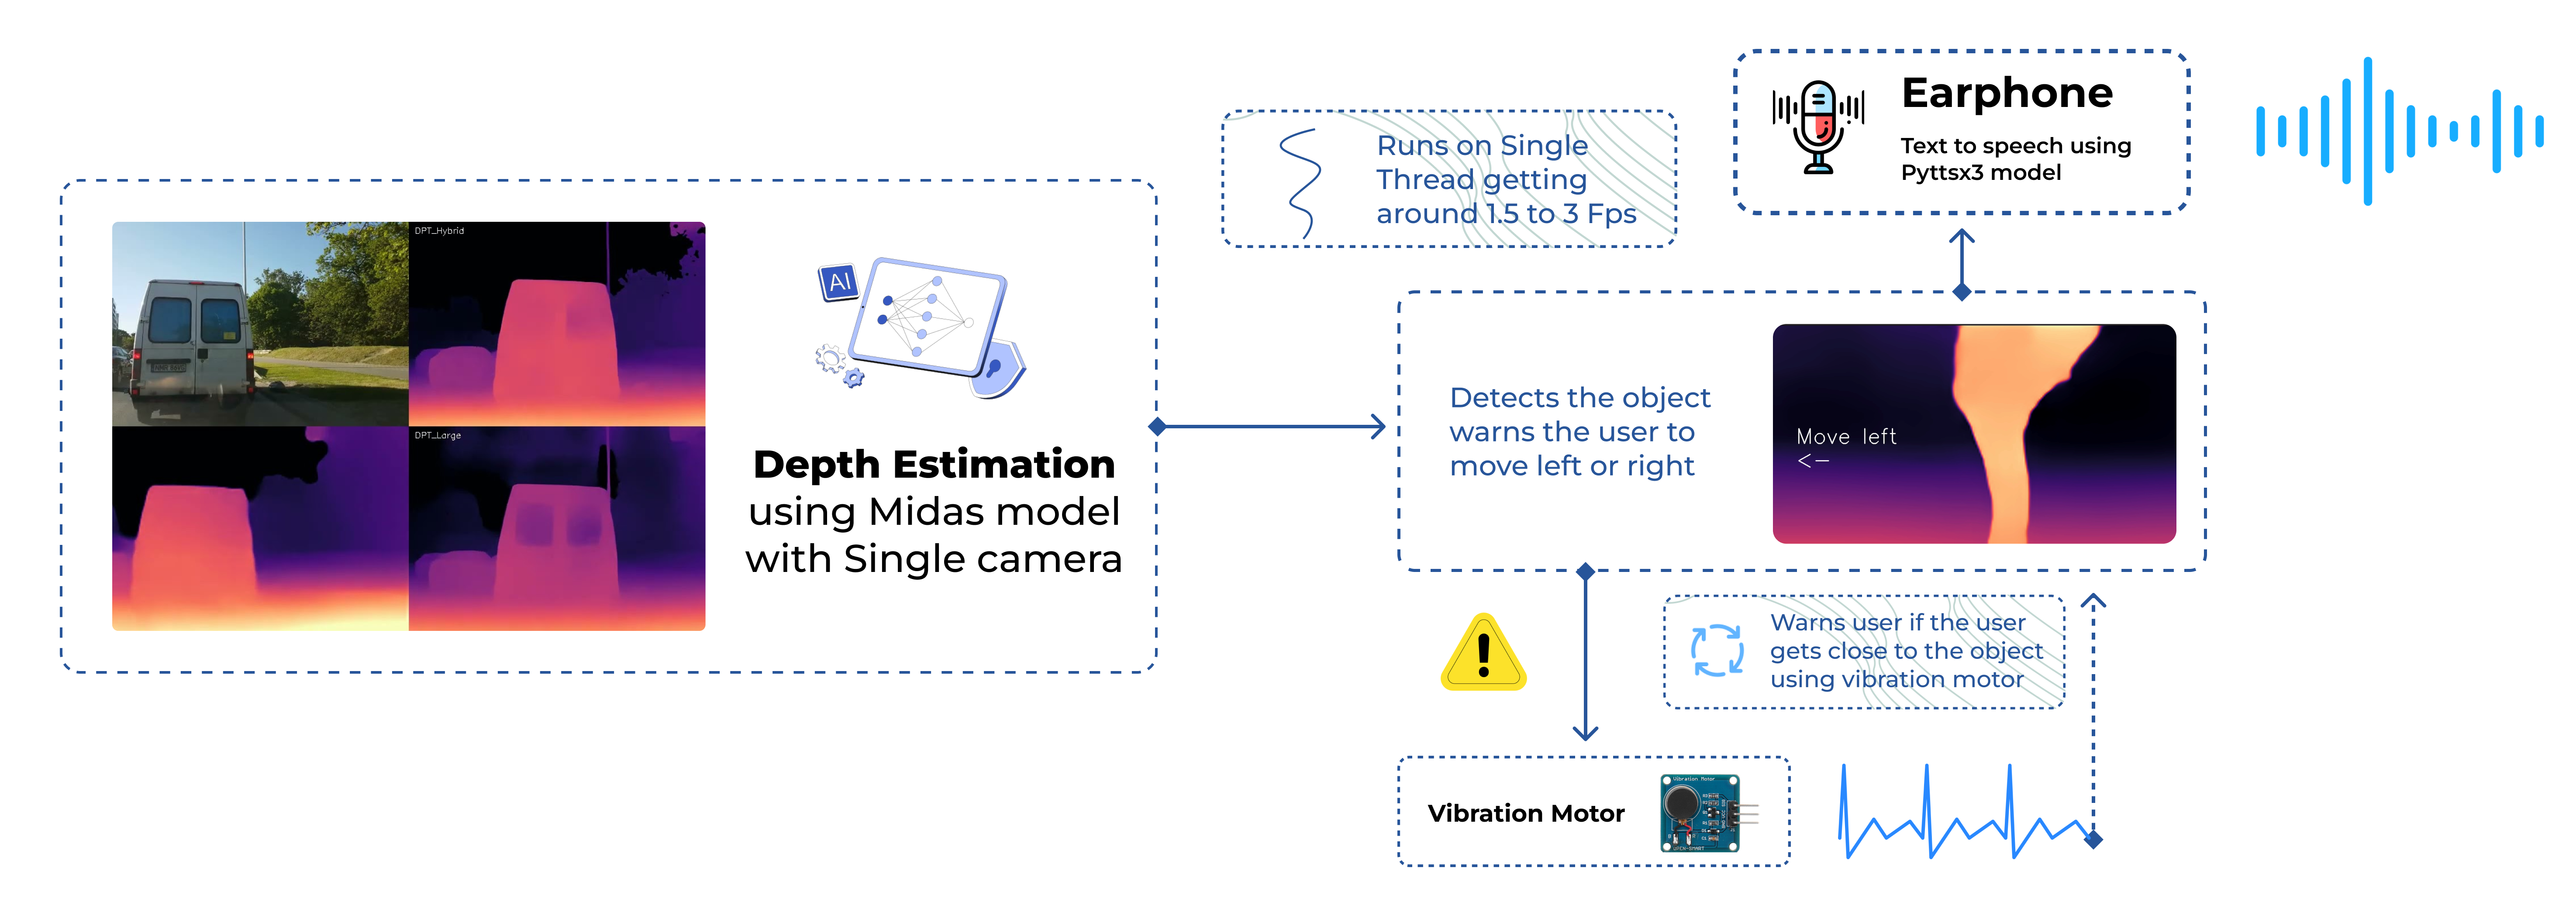 DPT_Hybrid
DPT_Large
AI
Depth Estimation
using Midas model
with Single camera
Runs on Single
Thread getting
around 1.5 to 3 Fps
Earphone
Text to speech using
Pyttsx3 model
Detects the object
warns the user to
move left or right
Move left
<-
Warns user if the user
gets close to the object
using vibration motor
Vibration Motor
Vibration Motor
OPEN-SMART